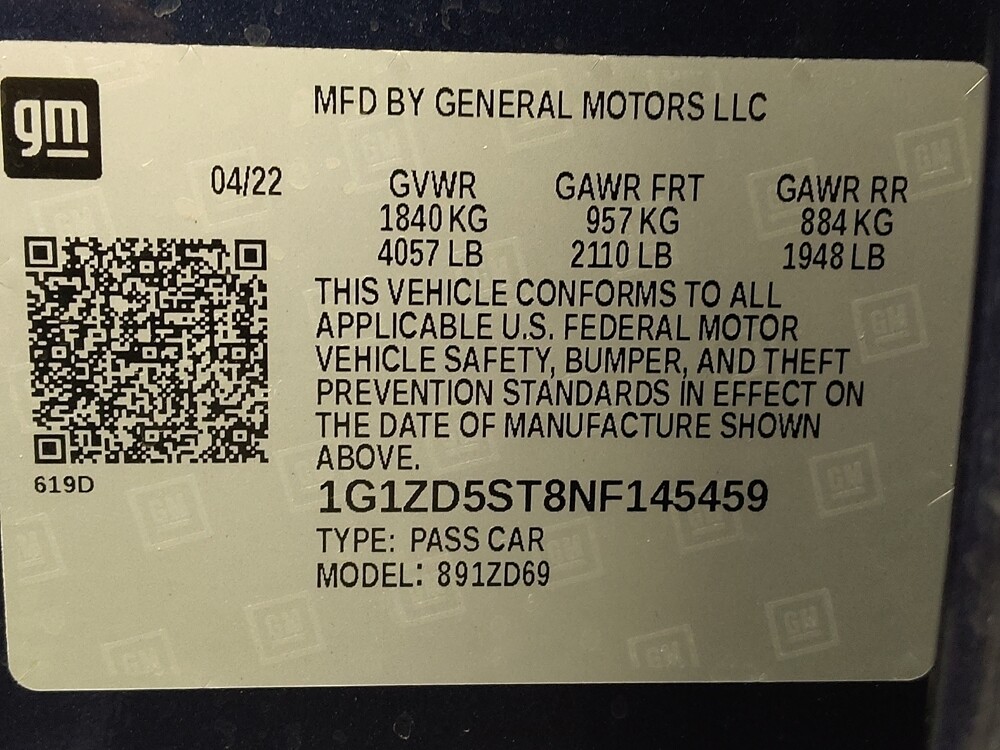 gm
MFD BY GENERAL MOTORS LLC
04/22 GVWR GAWR FRT GAWR RR
1840 KG 957 KG 884 KG
4057 LB 2110 LB 1948 LB
THIS VEHICLE CONFORMS TO ALL
APPLICABLE U.S. FEDERAL MOTOR
VEHICLE SAFETY, BUMPER, AND THEFT
PREVENTION STANDARDS IN EFFECT ON
THE DATE OF MANUFACTURE SHOWN
ABOVE.
619D
1G1ZD5ST8NF145459
TYPE: PASS CAR
MODEL: 891ZD69